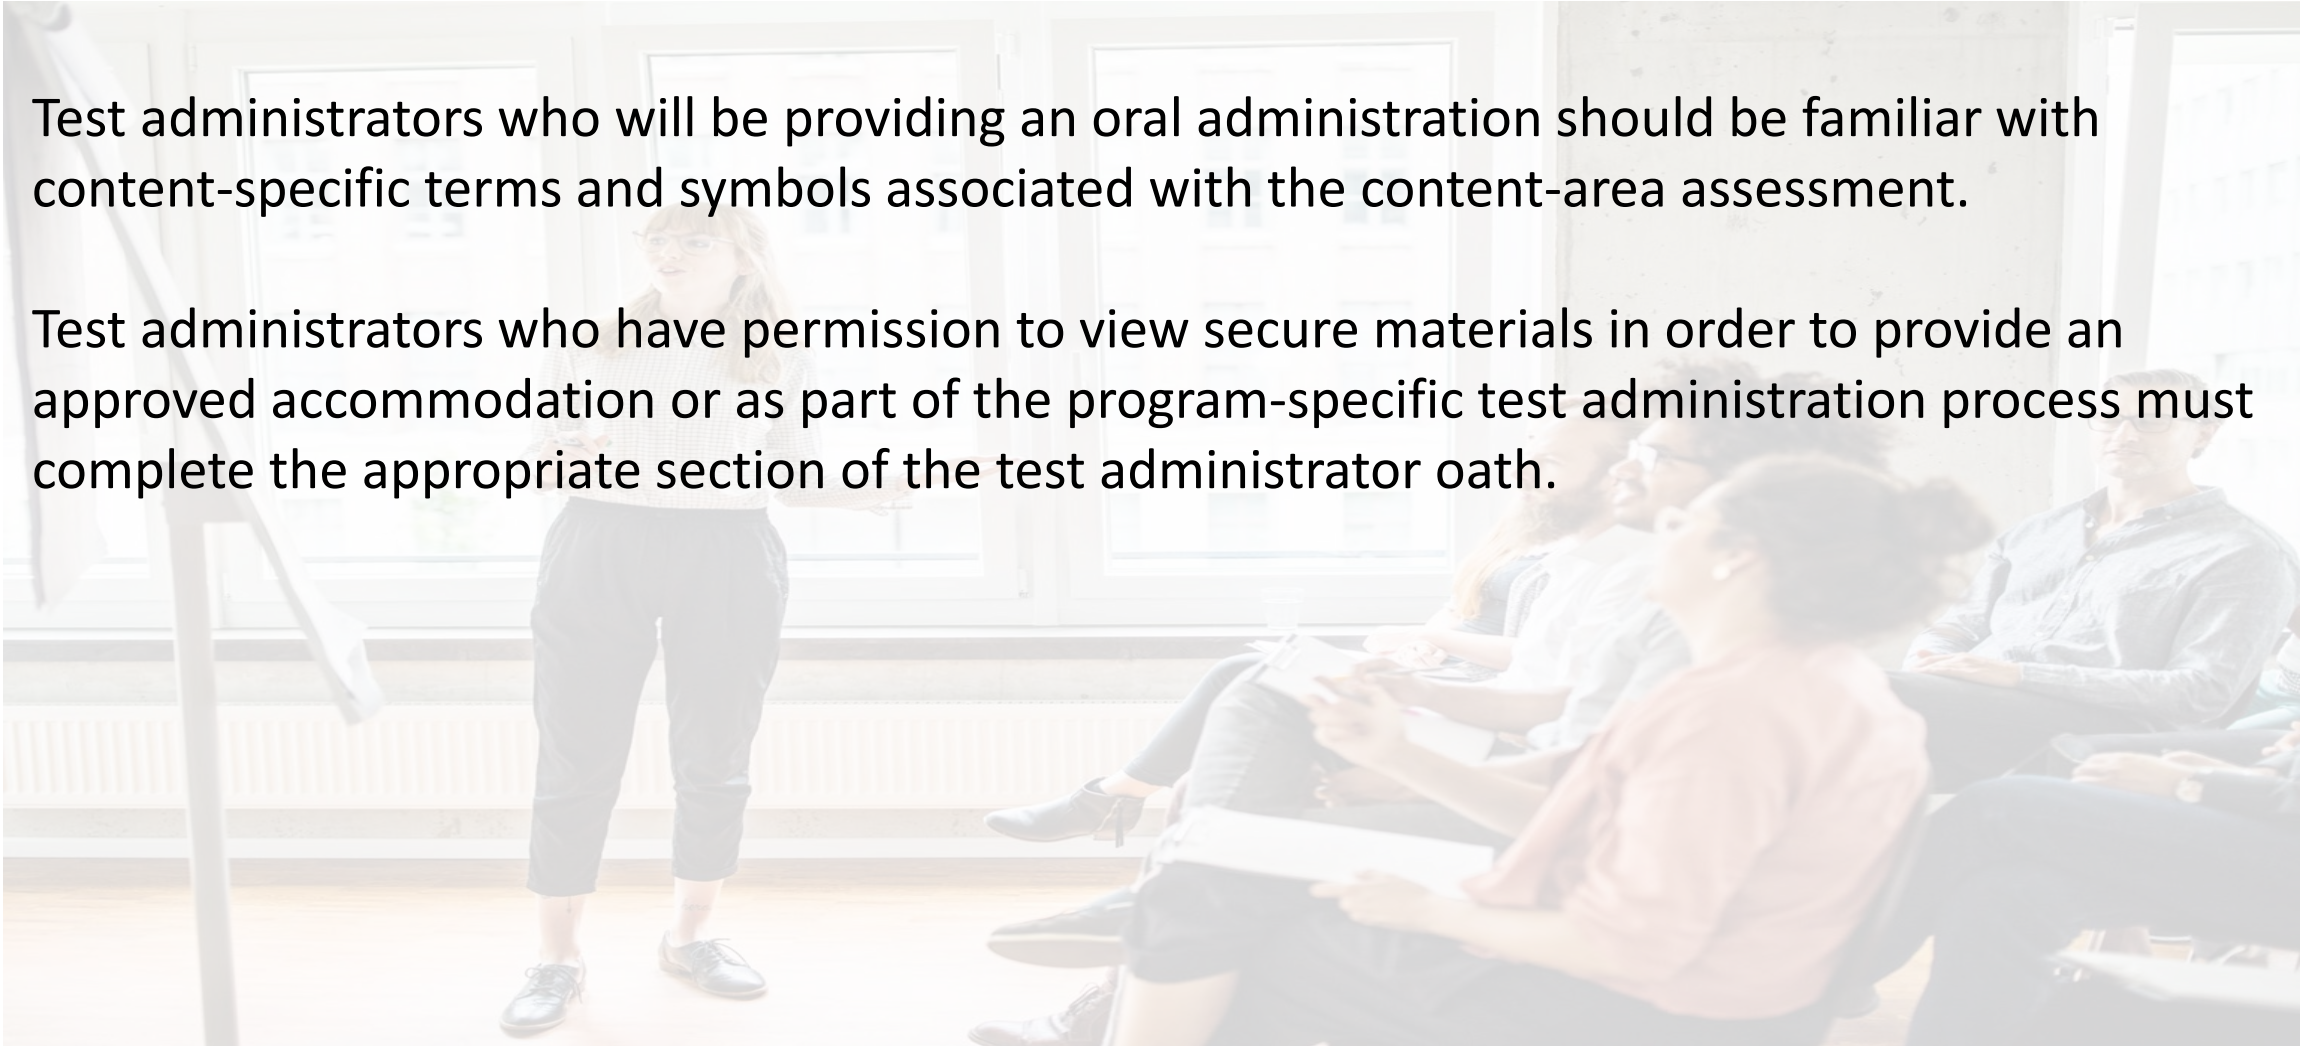 Test administrators who will be providing an oral administration should be familiar with
content-specific terms and symbols associated with the content-area assessment.
Test administrators who have permission to view secure materials in order to provide an
approved accommodation or as part of the program-specific test administration process must
complete the appropriate section of the test administrator oath.